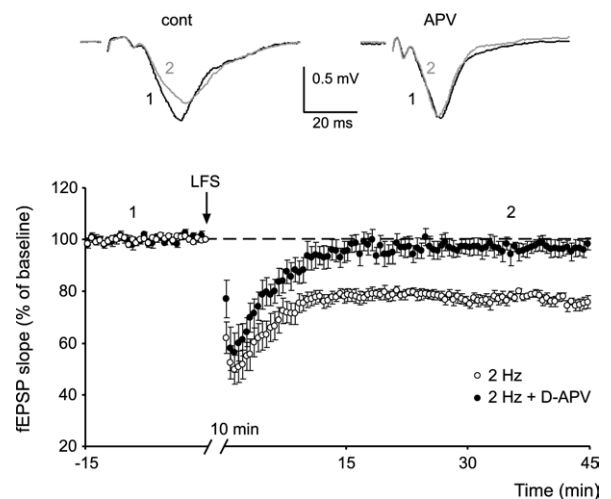 cont
APV
2
1
0.5 mV
20 ms
2
1
fEPSP slope (% of baseline)
120
100
80
60
40
20
1
LFS
2
2 Hz
2 Hz + D-APV
10 min
-15
15
30
45
Time (min)